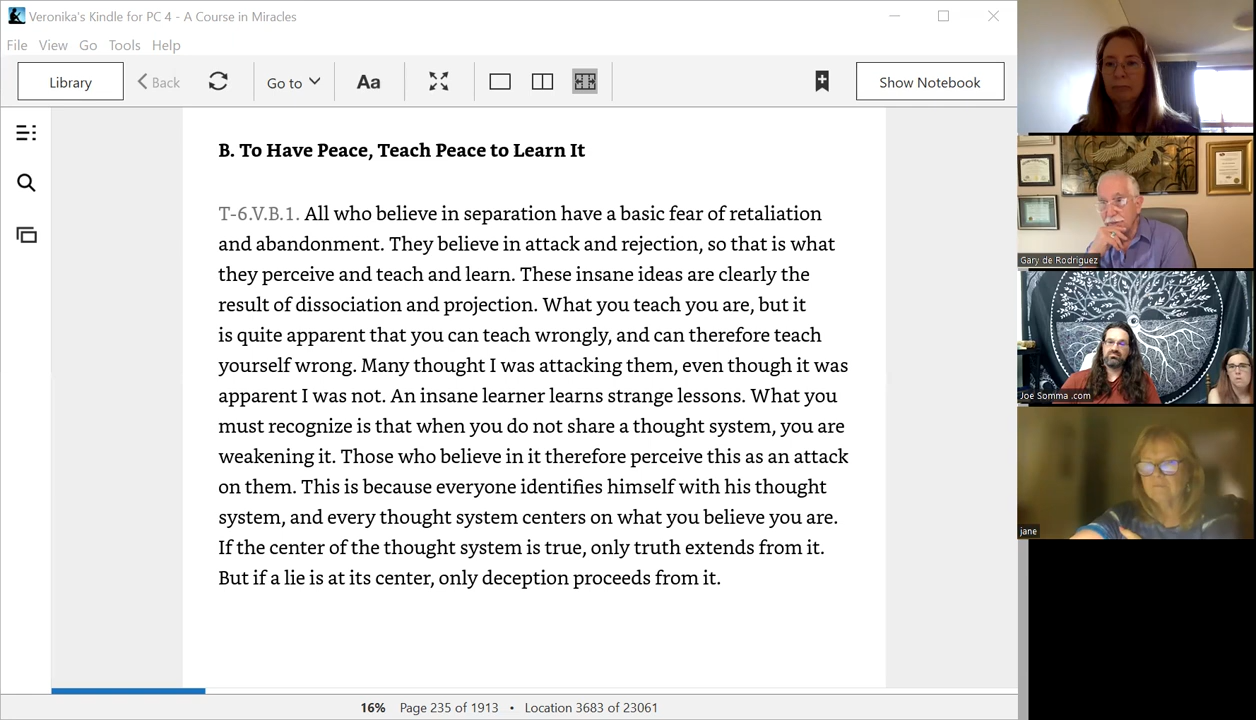 Veronika's Kindle for PC 4 - A Course in Miracles
File View Go Tools Help
Library
Back
Go to
Aa
Show Notebook
B. To Have Peace, Teach Peace to Learn It
T-6.V.B.1. All who believe in separation have a basic fear of retaliation
and abandonment. They believe in attack and rejection, so that is what
they perceive and teach and learn. These insane ideas are clearly the
result of dissociation and projection. What you teach you are, but it
is quite apparent that you can teach wrongly, and can therefore teach
yourself wrong. Many thought I was attacking them, even though it was
apparent I was not. An insane learner learns strange lessons. What you
must recognize is that when you do not share a thought system, you are
weakening it. Those who believe in it therefore perceive this as an attack
on them. This is because everyone identifies himself with his thought
system, and every thought system centers on what you believe you are.
If the center of the thought system is true, only truth extends from it.
But if a lie is at its center, only deception proceeds from it.
16% Page 235 of 1913 • Location 3683 of 23061
Gary de Rodriguez
Joe Somma .com
jane